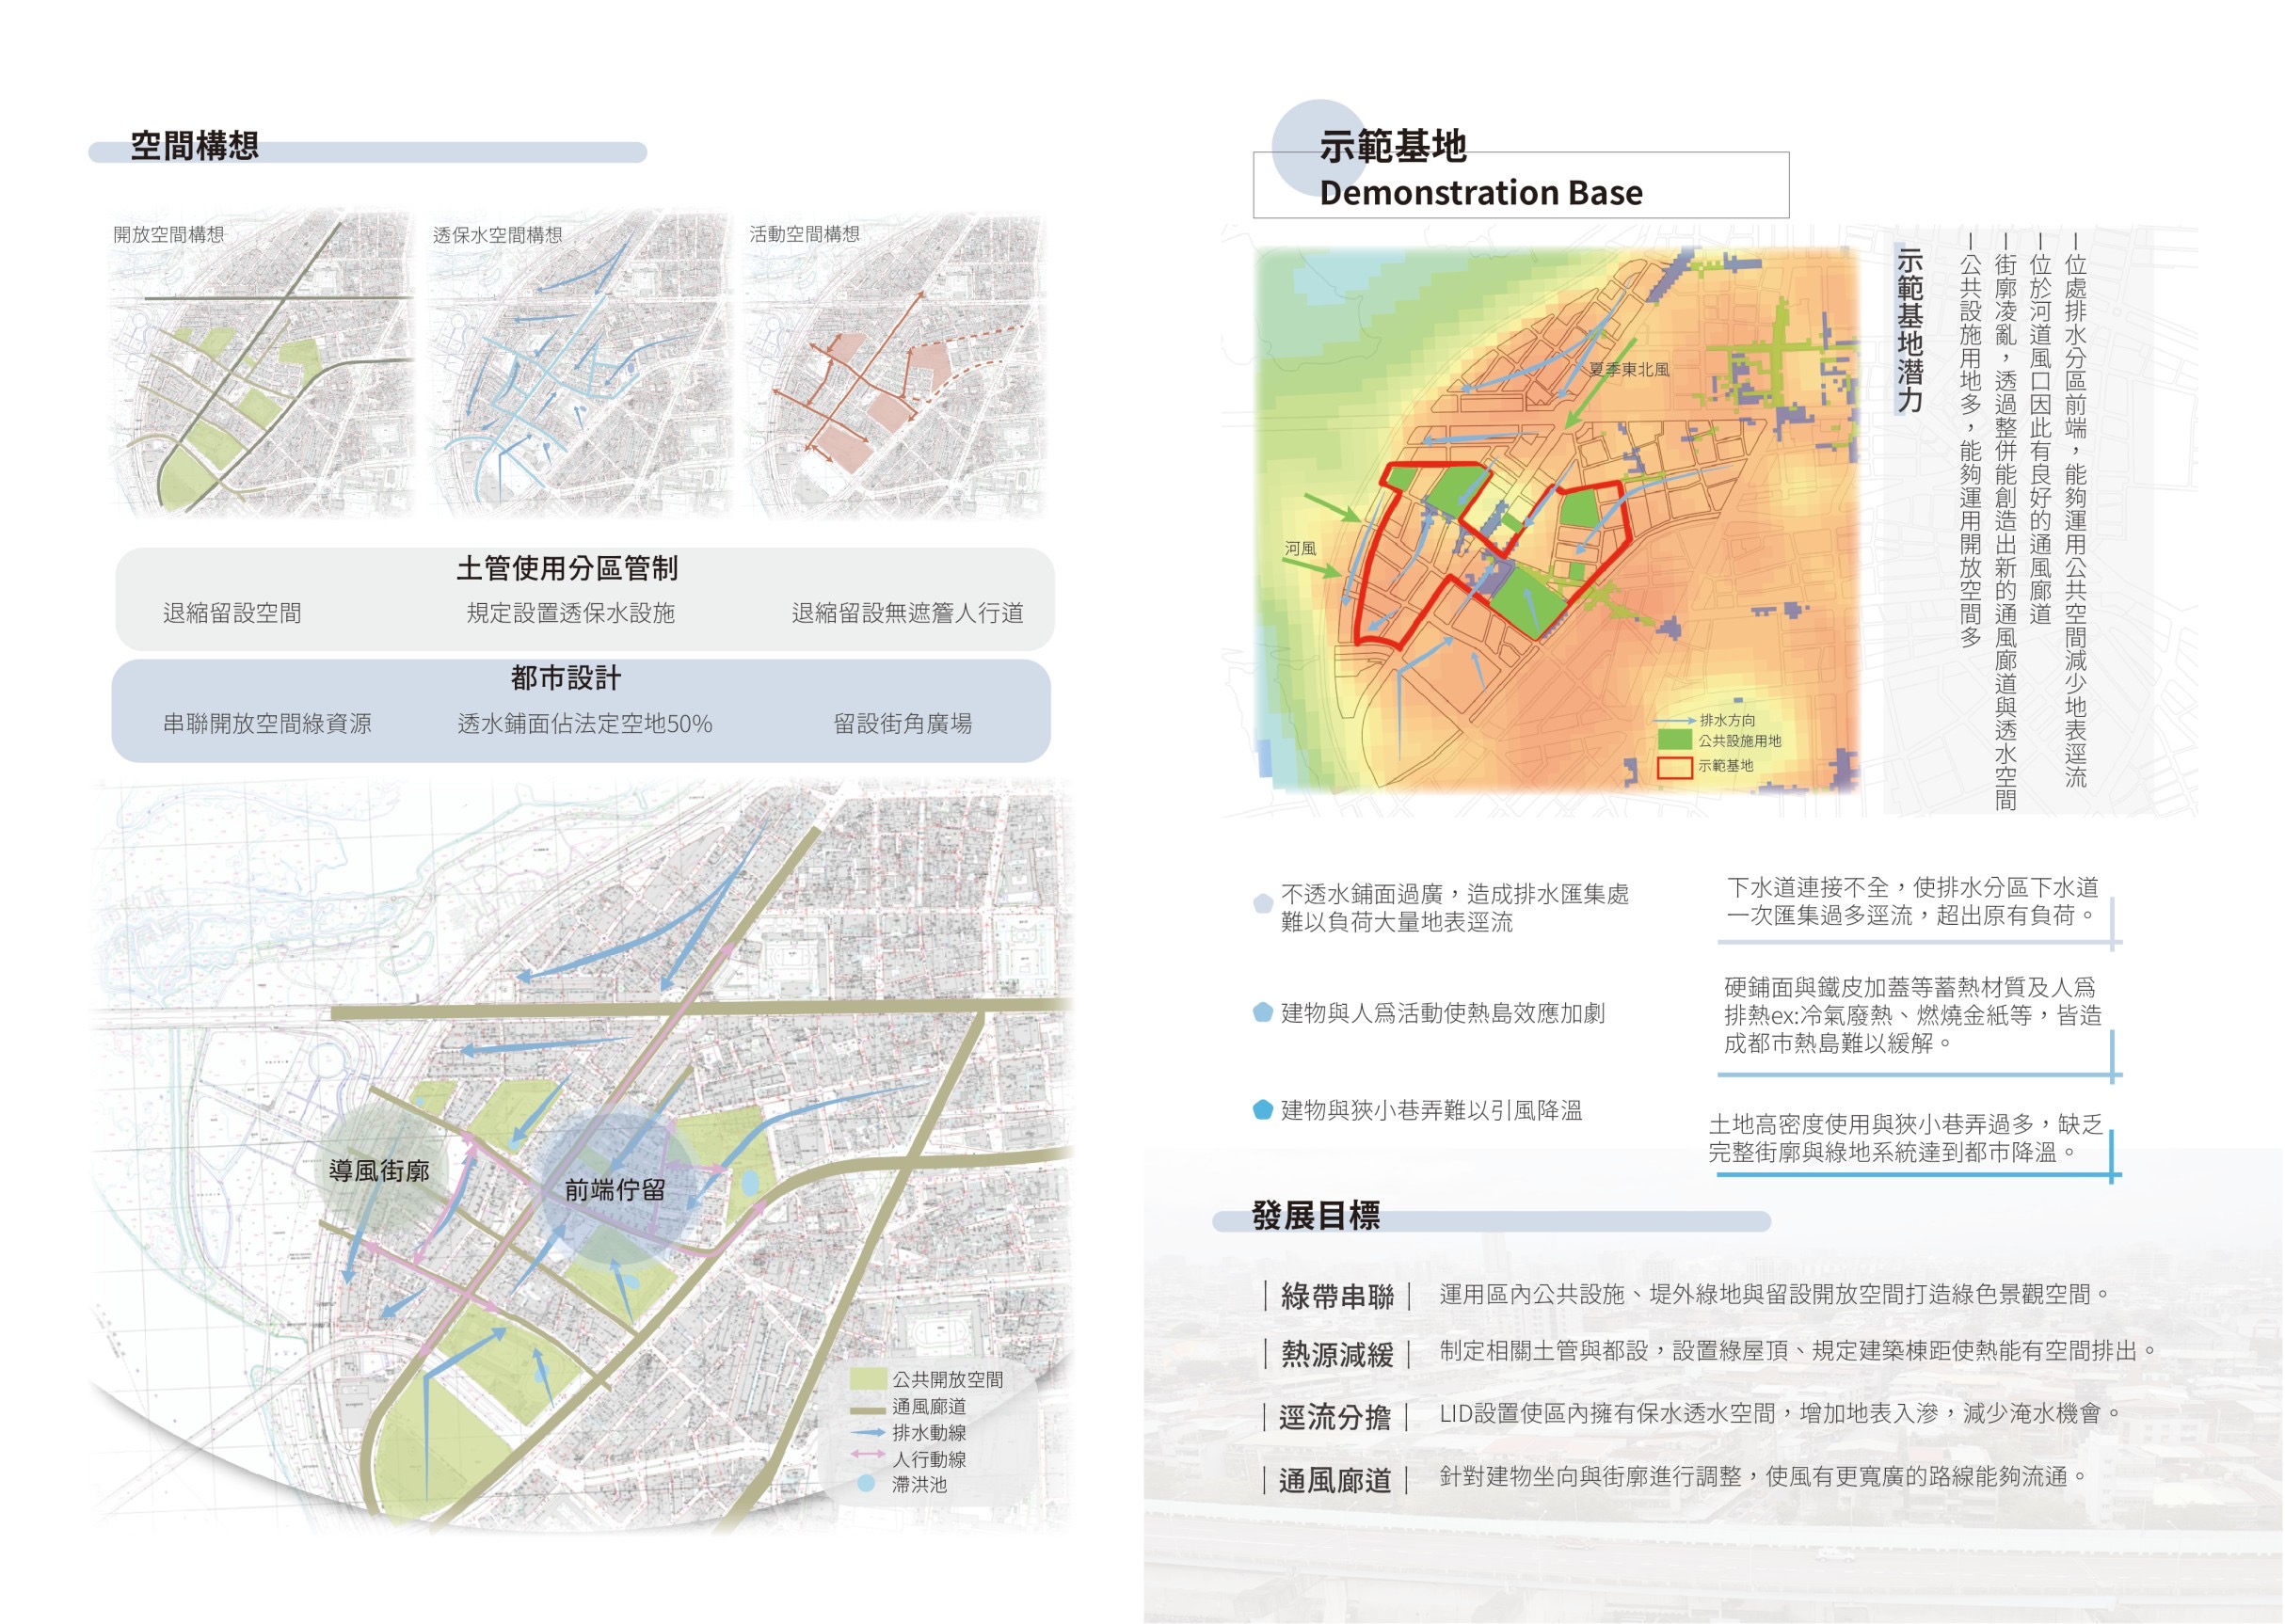 空間構想
開放空間構想
透保水空間構想
活動空間構想
土管使用分區管制
退縮留設空間
規定設置透保水設施
退縮留設無遮簷人行道
都市設計
串聯開放空間綠資源
透水鋪面佔法定空地50%
留設街角廣場
導風街廓
前端佇留
公共開放空間
通風廊道
排水動線
人行動線
滯洪池
示範基地
Demonstration Base
夏季東北風
河風
排水方向
公共設施用地
示範基地
|位處排水分區前端，能夠運用公共空間減少地表逕流
|位於河道風口因此有良好的通風廊道
|街廓凌亂，透過整併能創造出新的通風廊道與透水空間
|公共設施用地多，能夠運用開放空間多
示範基地潛力
不透水鋪面過廣，造成排水匯集處
難以負荷大量地表逕流
下水道連接不全，使排水分區下水道
一次匯集過多逕流，超出原有負荷。
建物與人爲活動使熱島效應加劇
硬鋪面與鐵皮加蓋等蓄熱材質及人爲
排熱ex:冷氣廢熱、燃燒金紙等，皆造
成都市熱島難以緩解。
建物與狹小巷弄難以引風降溫
土地高密度使用與狹小巷弄過多，缺乏
完整街廓與綠地系統達到都市降溫。
發展目標
｜綠帶串聯｜ 運用區內公共設施、堤外綠地與留設開放空間打造綠色景觀空間。
｜熱源減緩｜ 制定相關土管與都設，設置綠屋頂、規定建築棟距使熱能有空間排出。
｜逕流分擔｜ LID設置使區內擁有保水透水空間，增加地表入滲，減少淹水機會。
｜通風廊道｜ 針對建物坐向與街廓進行調整，使風有更寬廣的路線能夠流通。